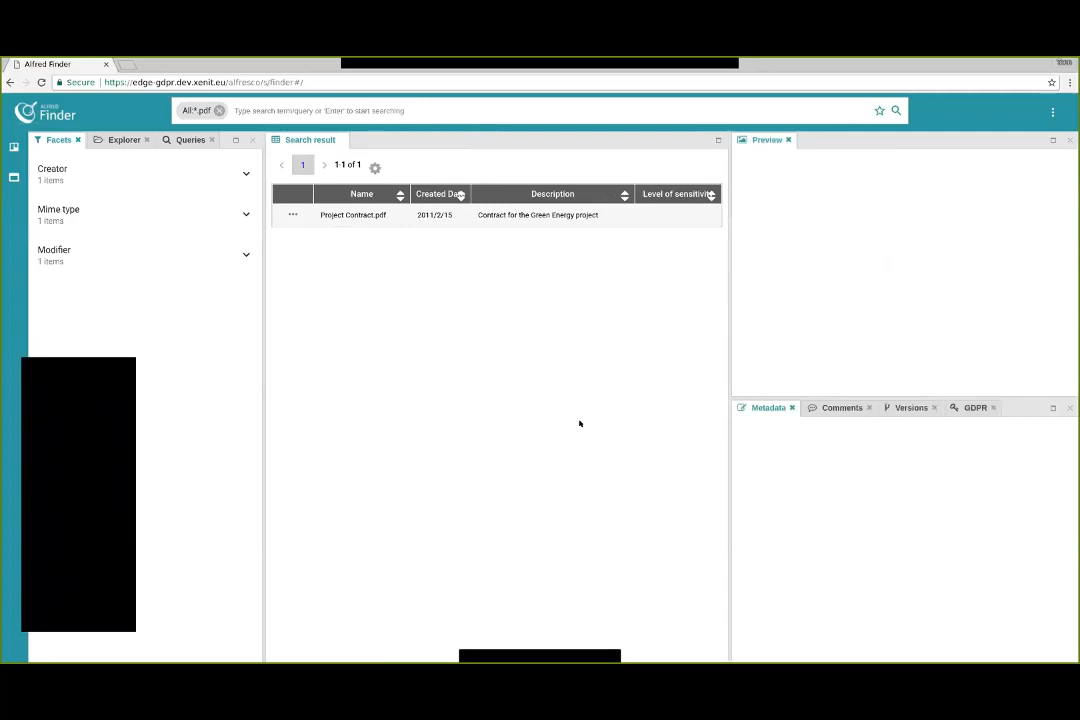 Alfred Finder
Secure https://edge-gdpr.dev.xenit.eu/alfresco/s/finder#/
ALFRED
Finder
All:*.pdf Type search term/query or 'Enter' to start searching
Facets Explorer Queries
Creator
1 items
Mime type
1 items
Modifier
1 items
Search result
1 1-1 of 1
Name Created Da Description Level of sensitivit
Project Contract.pdf 2011/2/15 Contract for the Green Energy project
Preview
Metadata Comments Versions GDPR